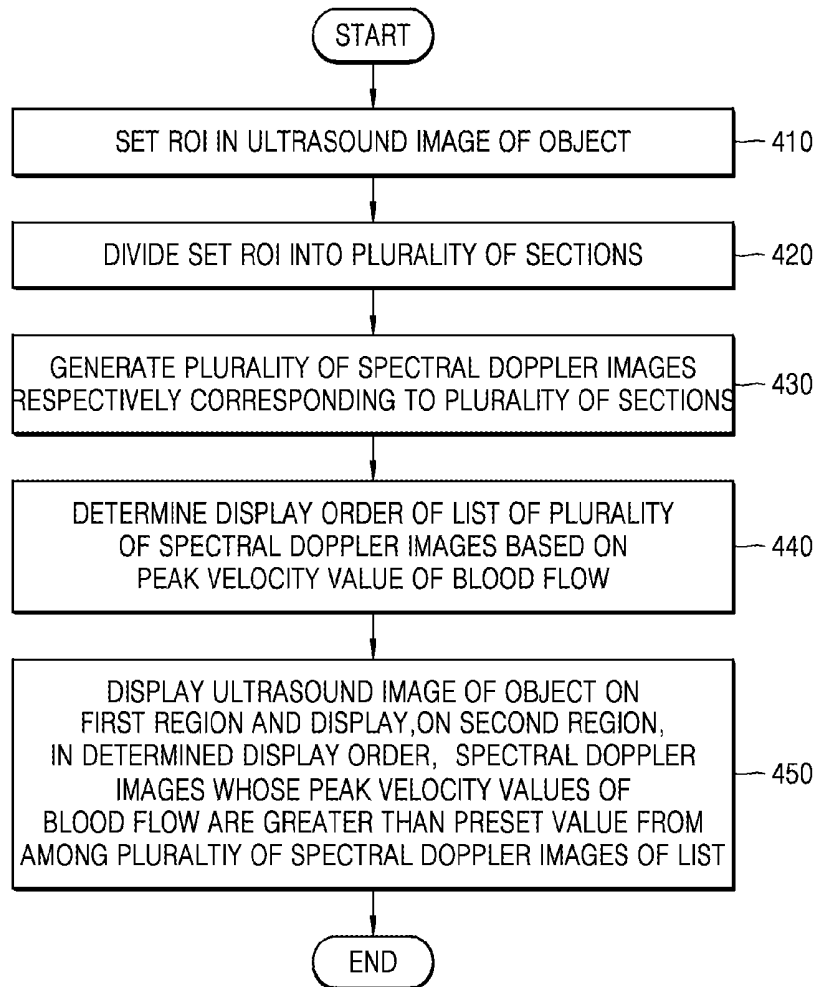 START
SET ROI IN ULTRASOUND IMAGE OF OBJECT
410
DIVIDE SET ROI INTO PLURALITY OF SECTIONS
420
GENERATE PLURALITY OF SPECTRAL DOPPLER IMAGES
RESPECTIVELY CORRESPONDING TO PLURALITY OF SECTIONS
430
DETERMINE DISPLAY ORDER OF LIST OF PLURALITY
OF SPECTRAL DOPPLER IMAGES BASED ON
PEAK VELOCITY VALUE OF BLOOD FLOW
440
DISPLAY ULTRASOUND IMAGE OF OBJECT ON
FIRST REGION AND DISPLAY,ON SECOND REGION,
IN DETERMINED DISPLAY ORDER, SPECTRAL DOPPLER
IMAGES WHOSE PEAK VELOCITY VALUES OF
BLOOD FLOW ARE GREATER THAN PRESET VALUE FROM
AMONG PLURALTIY OF SPECTRAL DOPPLER IMAGES OF LIST
450
END